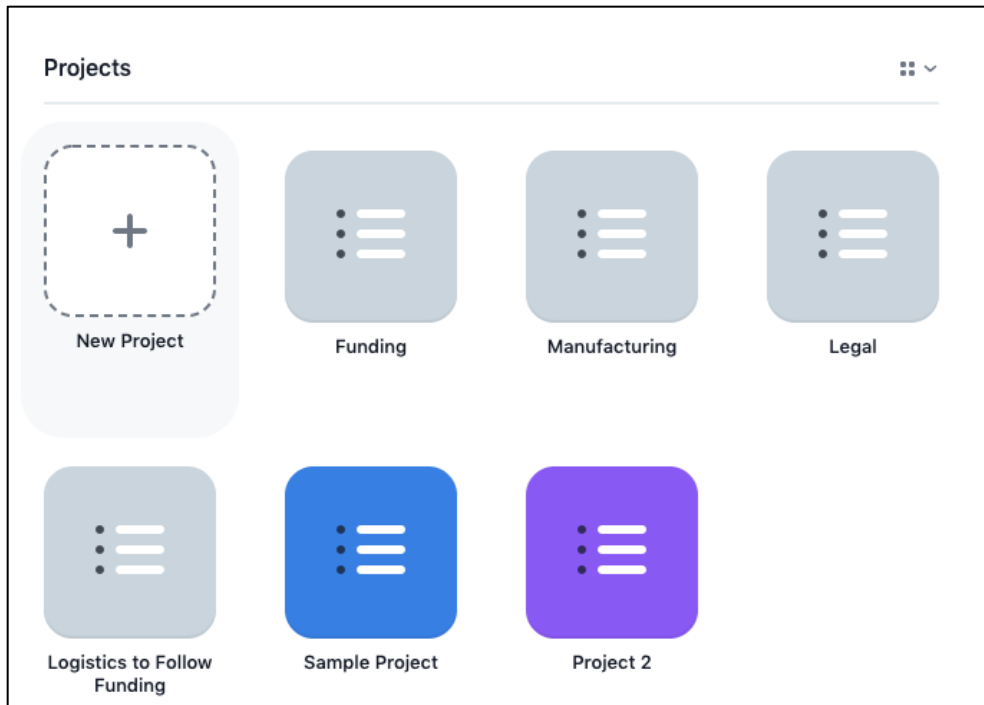 Projects
New Project
Funding
Manufacturing
Legal
Logistics to Follow
Funding
Sample Project
Project 2